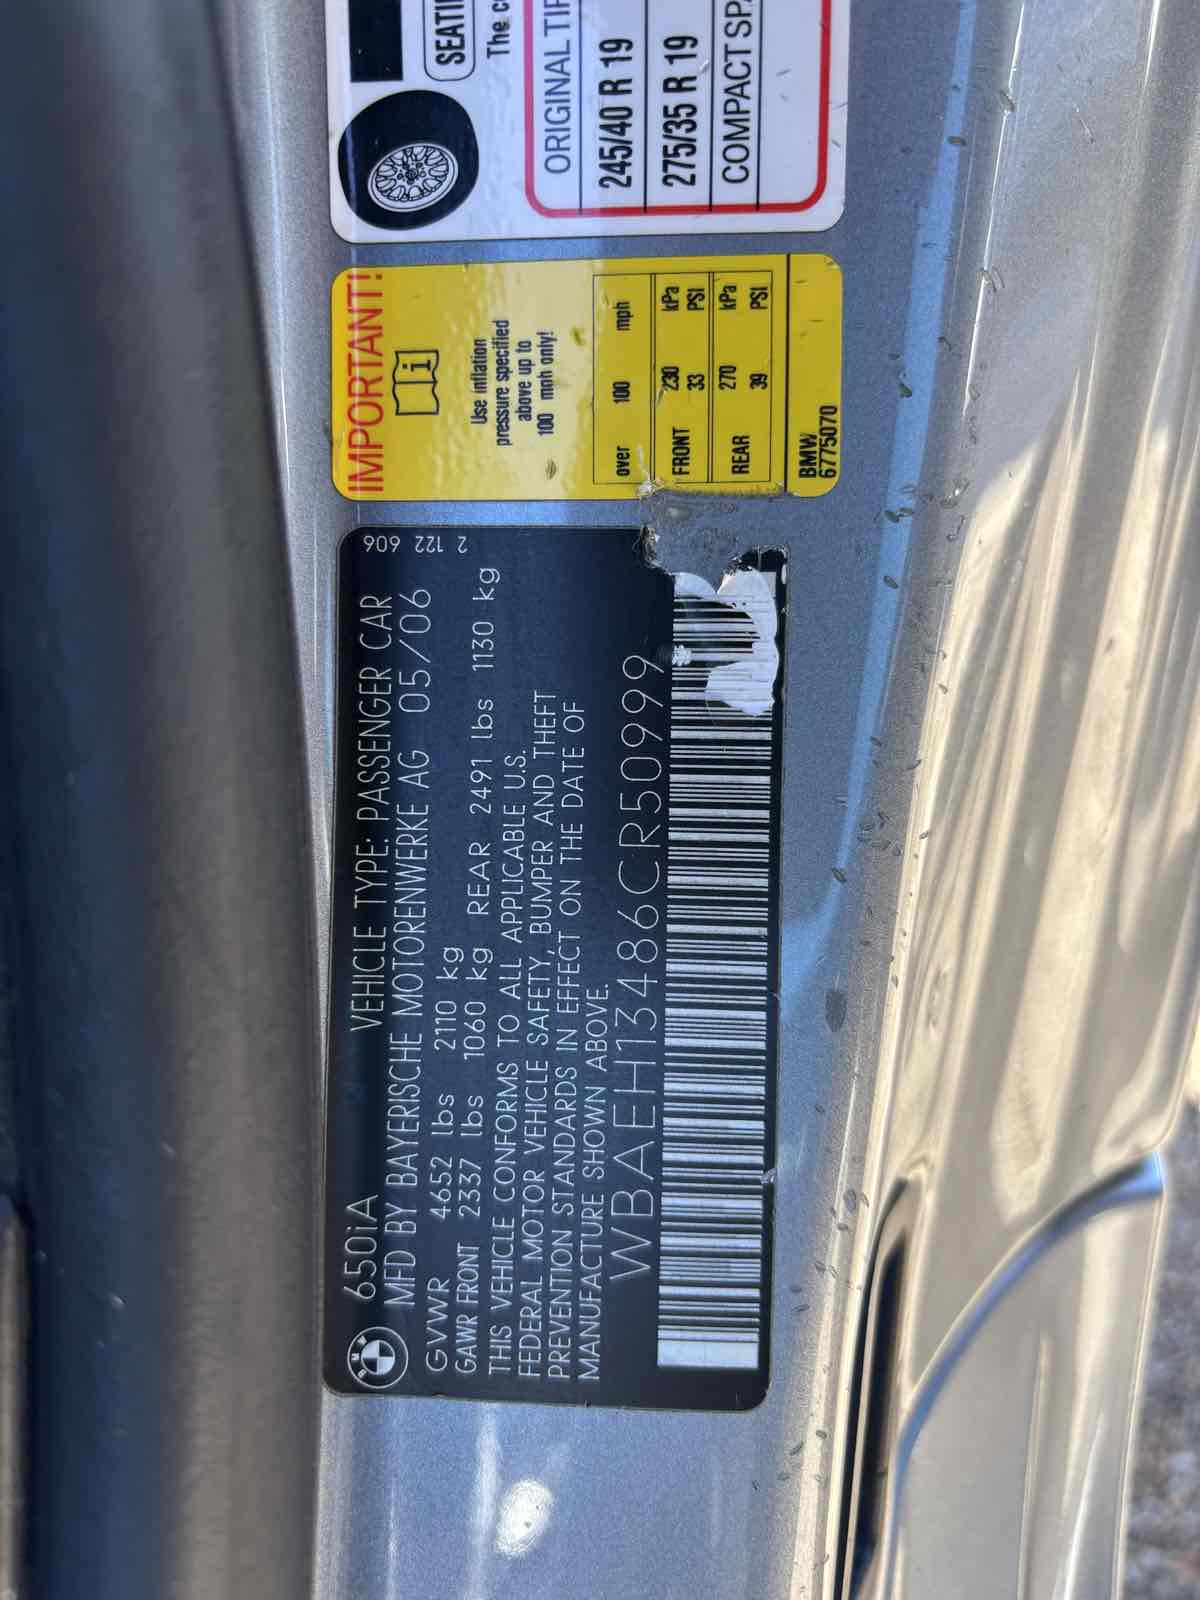 650iA VEHICLE TYPE: PASSENGER CAR
MFD BY BAYERISCHE MOTORENWERKE AG 05/06
GVWR 4652 lbs 2110 kg
GAWR FRONT 2337 lbs 1060 kg REAR 2491 lbs 1130 kg
THIS VEHICLE CONFORMS TO ALL APPLICABLE U.S.
FEDERAL MOTOR VEHICLE SAFETY, BUMPER AND THEFT
PREVENTION STANDARDS IN EFFECT ON THE DATE OF
MANUFACTURE SHOWN ABOVE.
WBAEH13486CR50999
2 122 606
IMPORTANT!
i
Use inflation
pressure specified
above up to
100 mph only!
over 100 mph
FRONT 230 kPa
33 PSI
REAR 270 kPa
39 PSI
BMW
6775070
SEATI
The c
ORIGINAL TI
245/40 R 19
275/35 R 19
COMPACT SPA